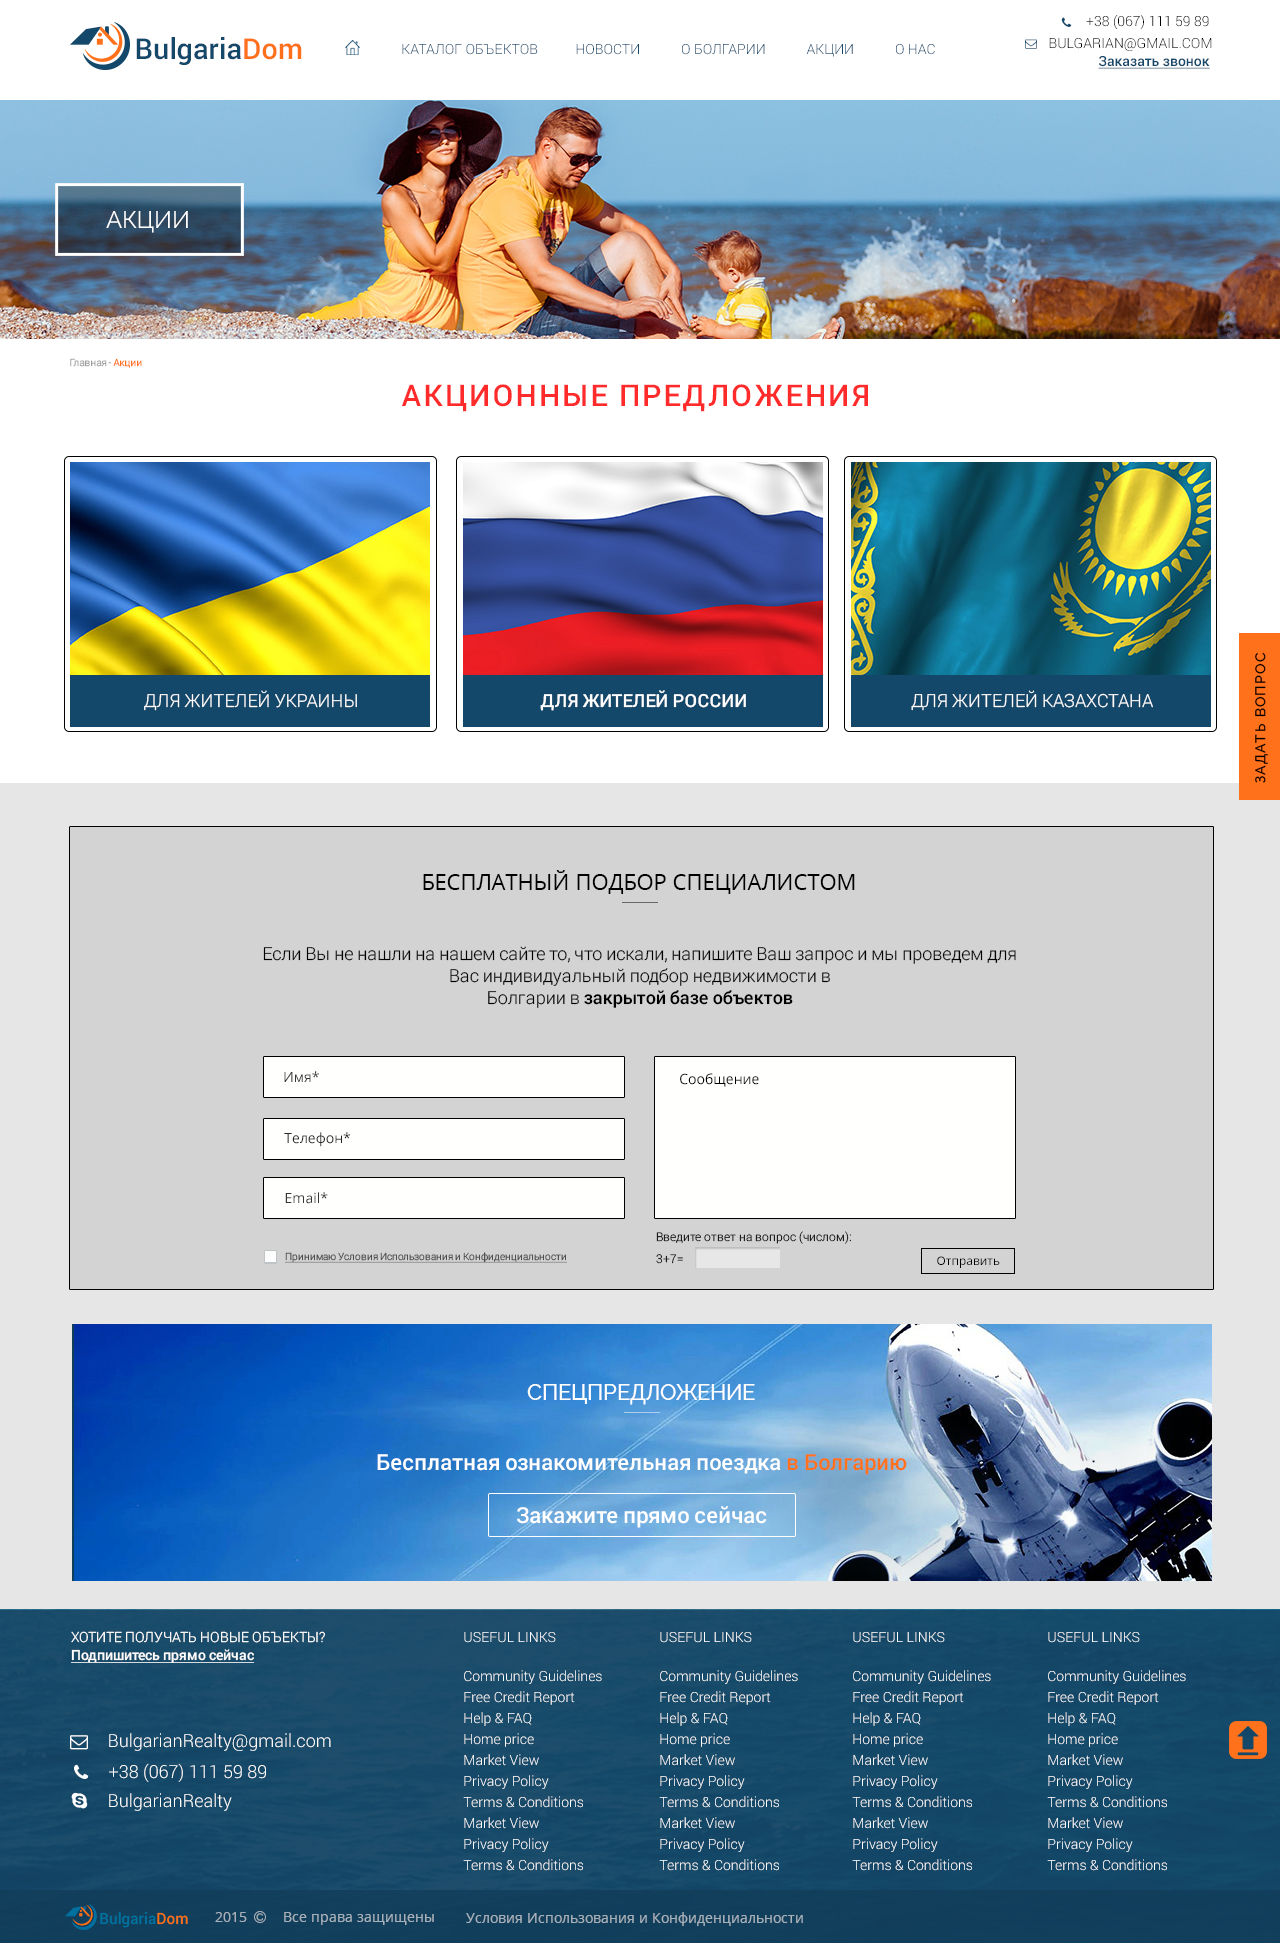 BulgariaDom
КАТАЛОГ ОБЪЕКТОВ
НОВОСТИ
О БОЛГАРИИ
АКЦИИ
О НАС
+38 (067) 111 59 89
BULGARIAN@GMAIL.COM
Заказать звонок
АКЦИИ
Главная - Акции
АКЦИОННЫЕ ПРЕДЛОЖЕНИЯ
ДЛЯ ЖИТЕЛЕЙ УКРАИНЫ
ДЛЯ ЖИТЕЛЕЙ РОССИИ
ДЛЯ ЖИТЕЛЕЙ КАЗАХСТАНА
ЗАДАТЬ ВОПРОС
БЕСПЛАТНЫЙ ПОДБОР СПЕЦИАЛИСТОМ
Если Вы не нашли на нашем сайте то, что искали, напишите Ваш запрос и мы проведем для
Вас индивидуальный подбор недвижимости в
Болгарии в закрытой базе объектов
Имя*
Телефон*
Email*
Сообщение
Принимаю Условия Использования и Конфиденциальности
Введите ответ на вопрос (числом):
3+7=
Отправить
СПЕЦПРЕДЛОЖЕНИЕ
Бесплатная ознакомительная поездка в Болгарию
Закажите прямо сейчас
ХОТИТЕ ПОЛУЧАТЬ НОВЫЕ ОБЪЕКТЫ?
Подпишитесь прямо сейчас
BulgarianRealty@gmail.com
+38 (067) 111 59 89
BulgarianRealty
USEFUL LINKS
Community Guidelines
Free Credit Report
Help & FAQ
Home price
Market View
Privacy Policy
Terms & Conditions
Market View
Privacy Policy
Terms & Conditions
USEFUL LINKS
Community Guidelines
Free Credit Report
Help & FAQ
Home price
Market View
Privacy Policy
Terms & Conditions
Market View
Privacy Policy
Terms & Conditions
USEFUL LINKS
Community Guidelines
Free Credit Report
Help & FAQ
Home price
Market View
Privacy Policy
Terms & Conditions
Market View
Privacy Policy
Terms & Conditions
USEFUL LINKS
Community Guidelines
Free Credit Report
Help & FAQ
Home price
Market View
Privacy Policy
Terms & Conditions
Market View
Privacy Policy
Terms & Conditions
BulgariaDom
2015 © Все права защищены
Условия Использования и Конфиденциальности